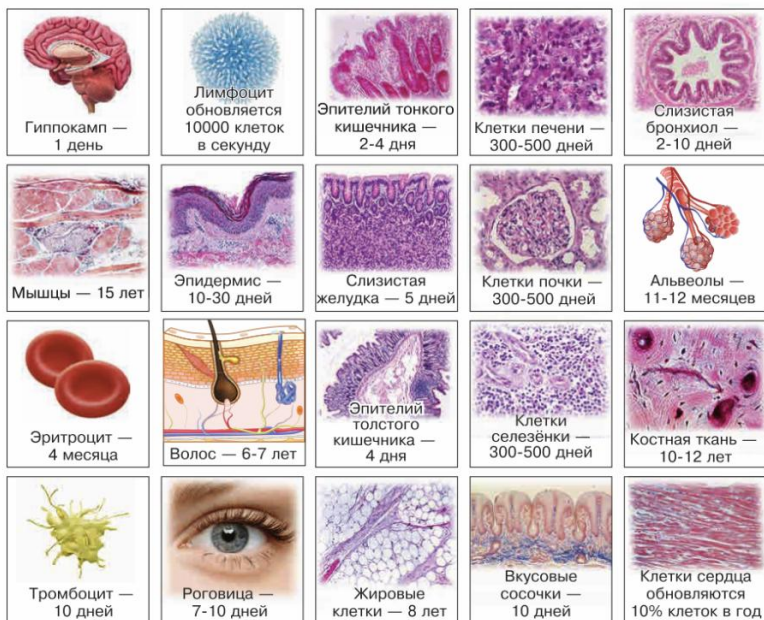 Гиппокамп —
1 день
Лимфоцит
обновляется
10000 клеток
в секунду
Эпителий тонкого
кишечника —
2-4 дня
Клетки печени —
300-500 дней
Слизистая
бронхиол —
2-10 дней
Мышцы — 15 лет
Эпидермис —
10-30 дней
Слизистая
желудка — 5 дней
Клетки почки —
300-500 дней
Альвеолы —
11-12 месяцев
Эритроцит —
4 месяца
Волос — 6-7 лет
Эпителий
толстого
кишечника —
4 дня
Клетки
селезёнки —
300-500 дней
Костная ткань —
10-12 лет
Тромбоцит —
10 дней
Роговица —
7-10 дней
Жировые
клетки — 8 лет
Вкусовые
сосочки —
10 дней
Клетки сердца
обновляются
10% клеток в год